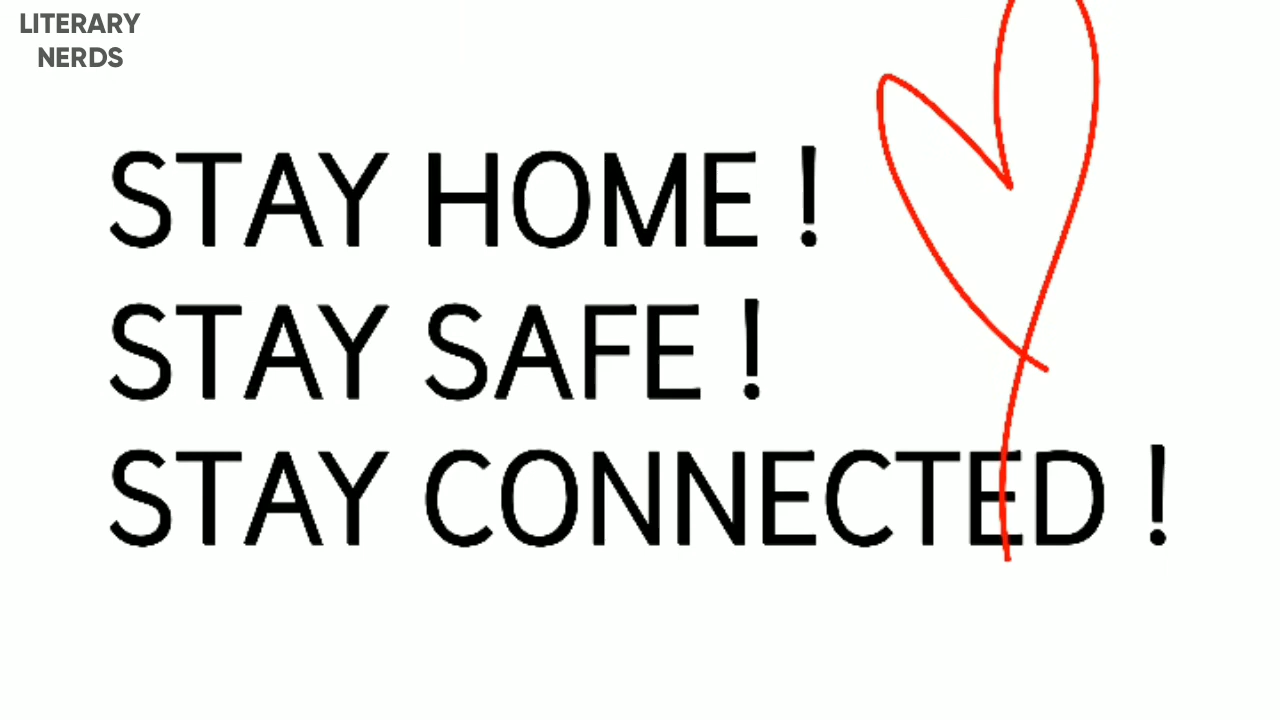 LITERARY
NERDS
STAY HOME !
STAY SAFE !
STAY CONNECTED !